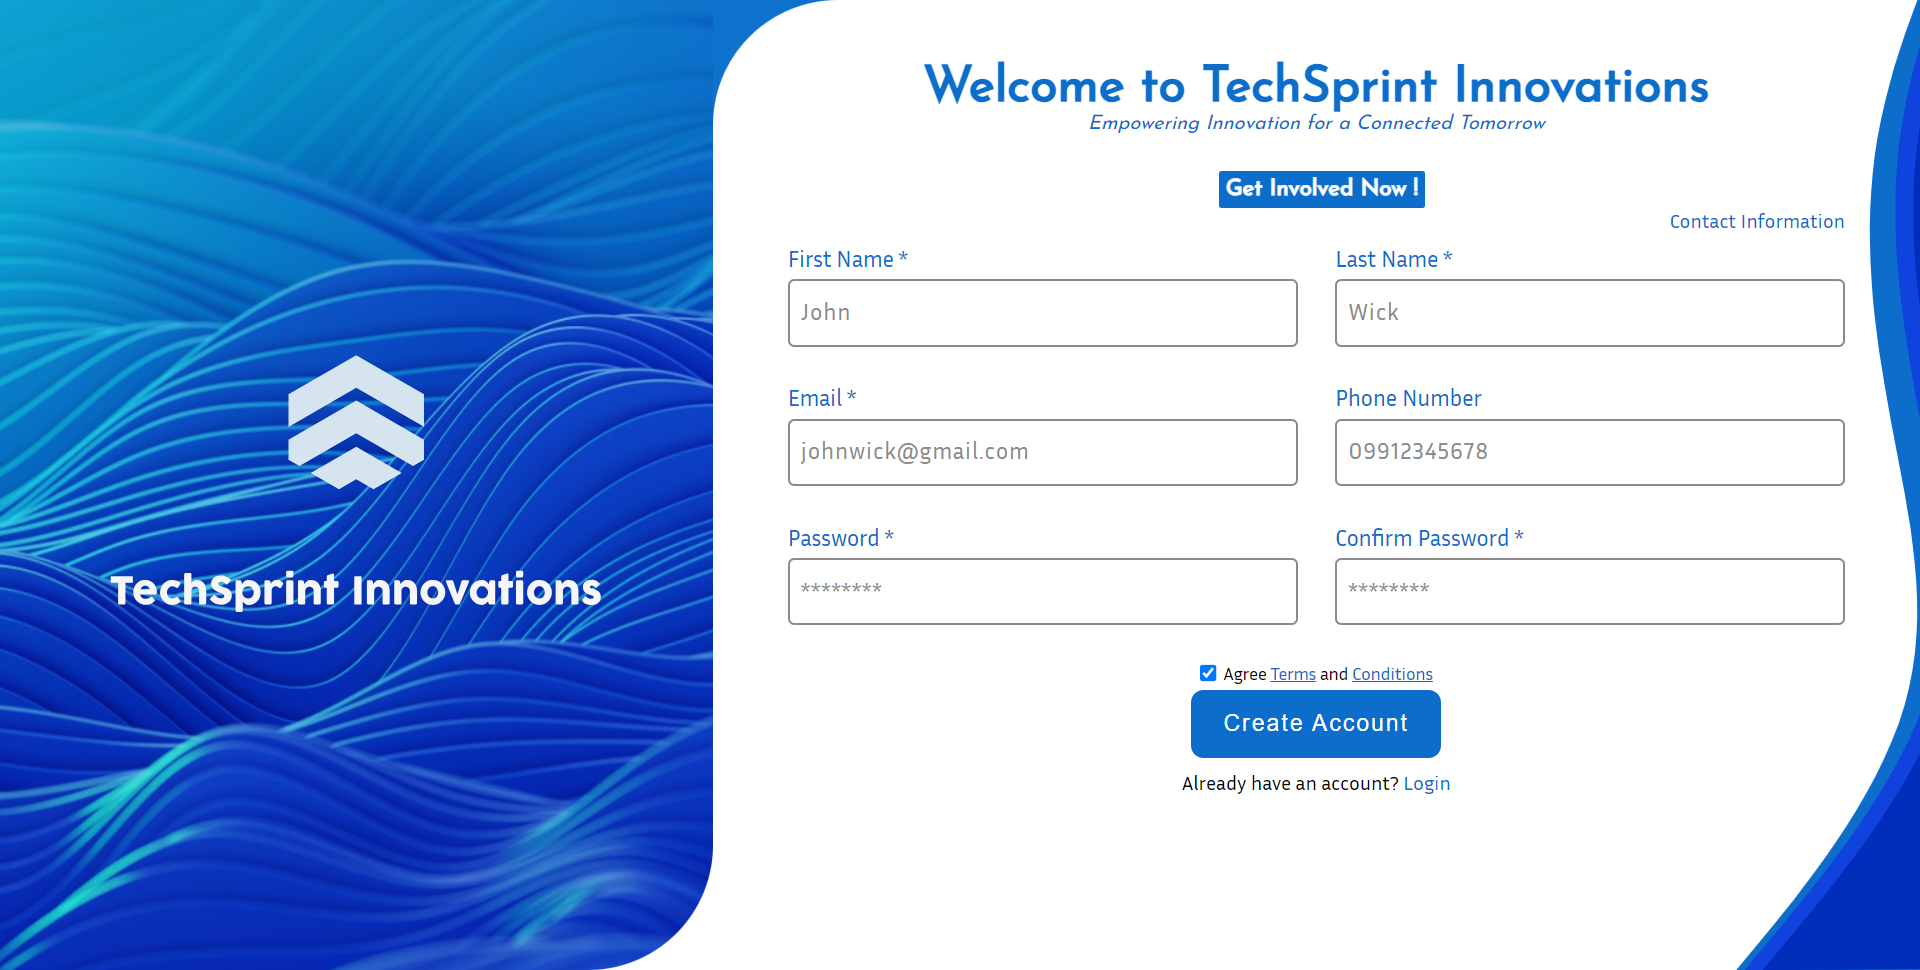 TechSprint Innovations
Welcome to TechSprint Innovations
Empowering Innovation for a Connected Tomorrow
Get Involved Now !
Contact Information
First Name *
Last Name *
John
Wick
Email *
Phone Number
johnwick@gmail.com
09912345678
Password *
Confirm Password *
********
********
Agree Terms and Conditions
Create Account
Already have an account? Login